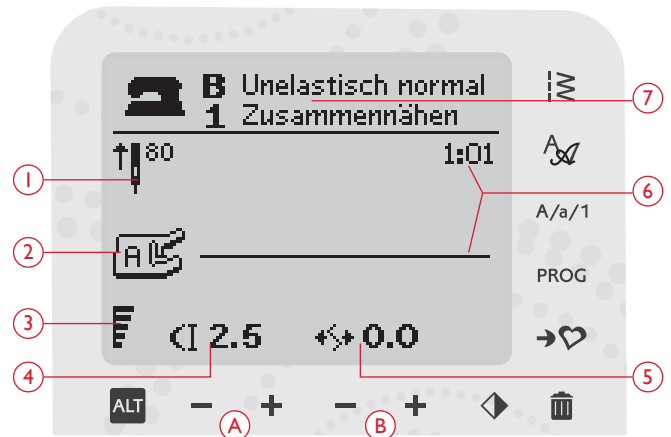 B Unelastisch normal
1 Zusammennähen
7
80
1:01
1
6
A/a/1
2
A
PROG
3
2.5
0.0
4
5
ALT
- + - +
A B